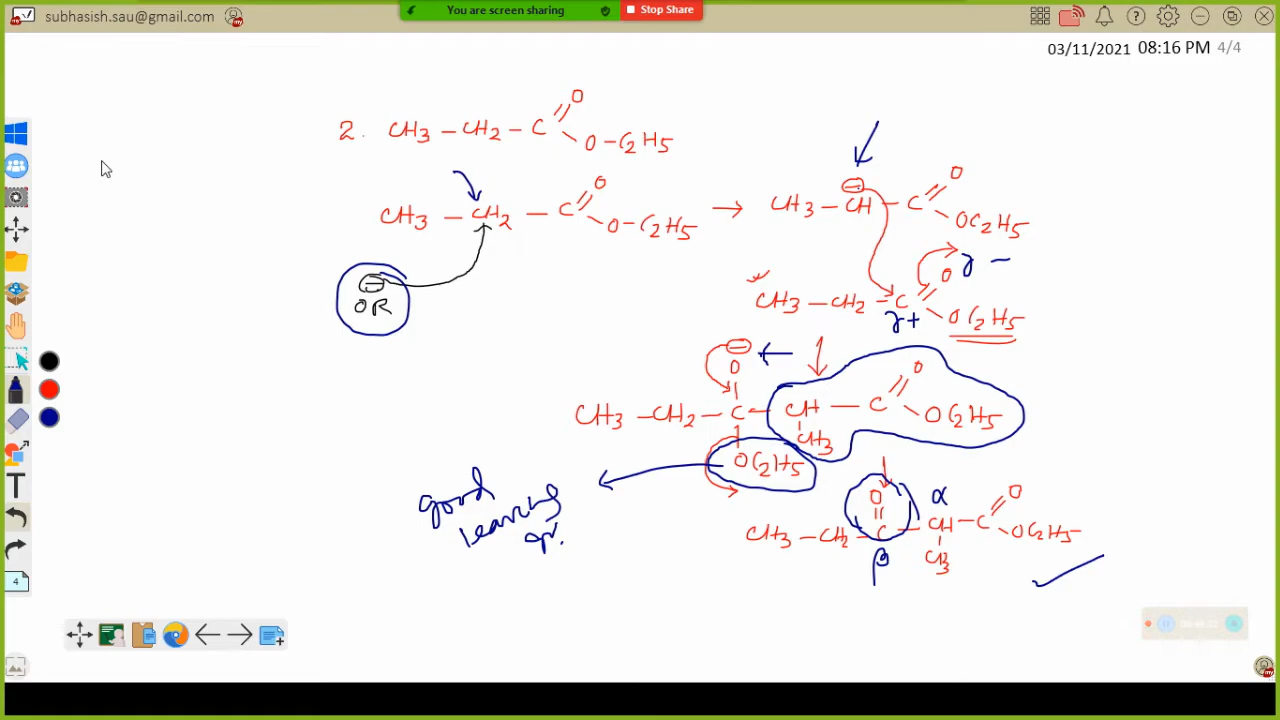 subhasish.sau@gmail.com
You are screen sharing
Stop Share
03/11/2021 08:16 PM 4/4
2. CH3 – CH2 – C
O
O – C2H5
CH3 – CH2 – C
O
O – C2H5
→
⊖
CH3 – CH – C
O
OC2H5
⊖
OR
CH3 – CH2 – C
O
γ –
γ+
OC2H5
⊖
O
CH3 – CH2 – C – CH – C
O
OC2H5
CH3
OC2H5
good
leaving
gr.
O
α
O
CH3 – CH2 – C – CH – C
OC2H5
CH3
β
T
4